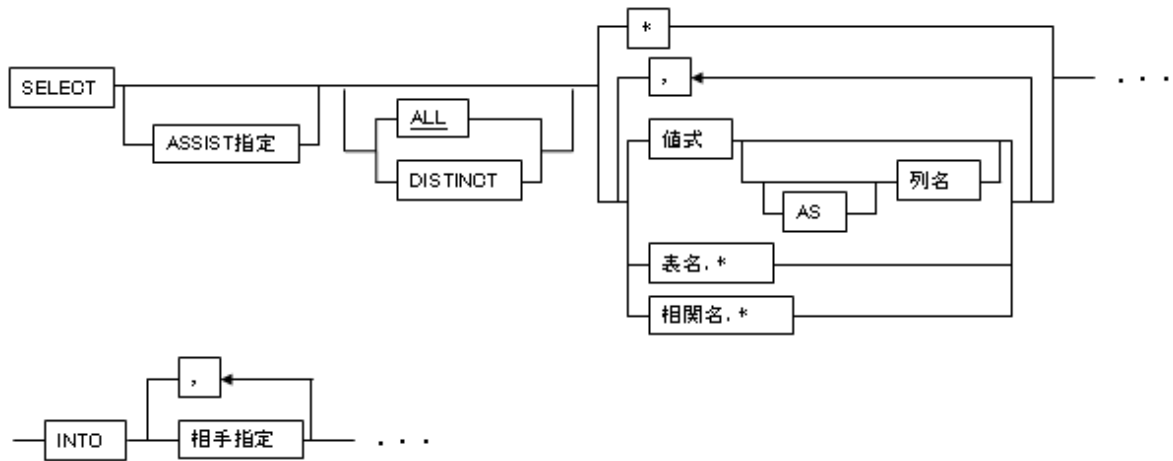 *
SELECT
,
. . .
ALL
ASSIST指定
値式
DISTINCT
列名
AS
表名.*
相関名.*
,
INTO
相手指定
. . .